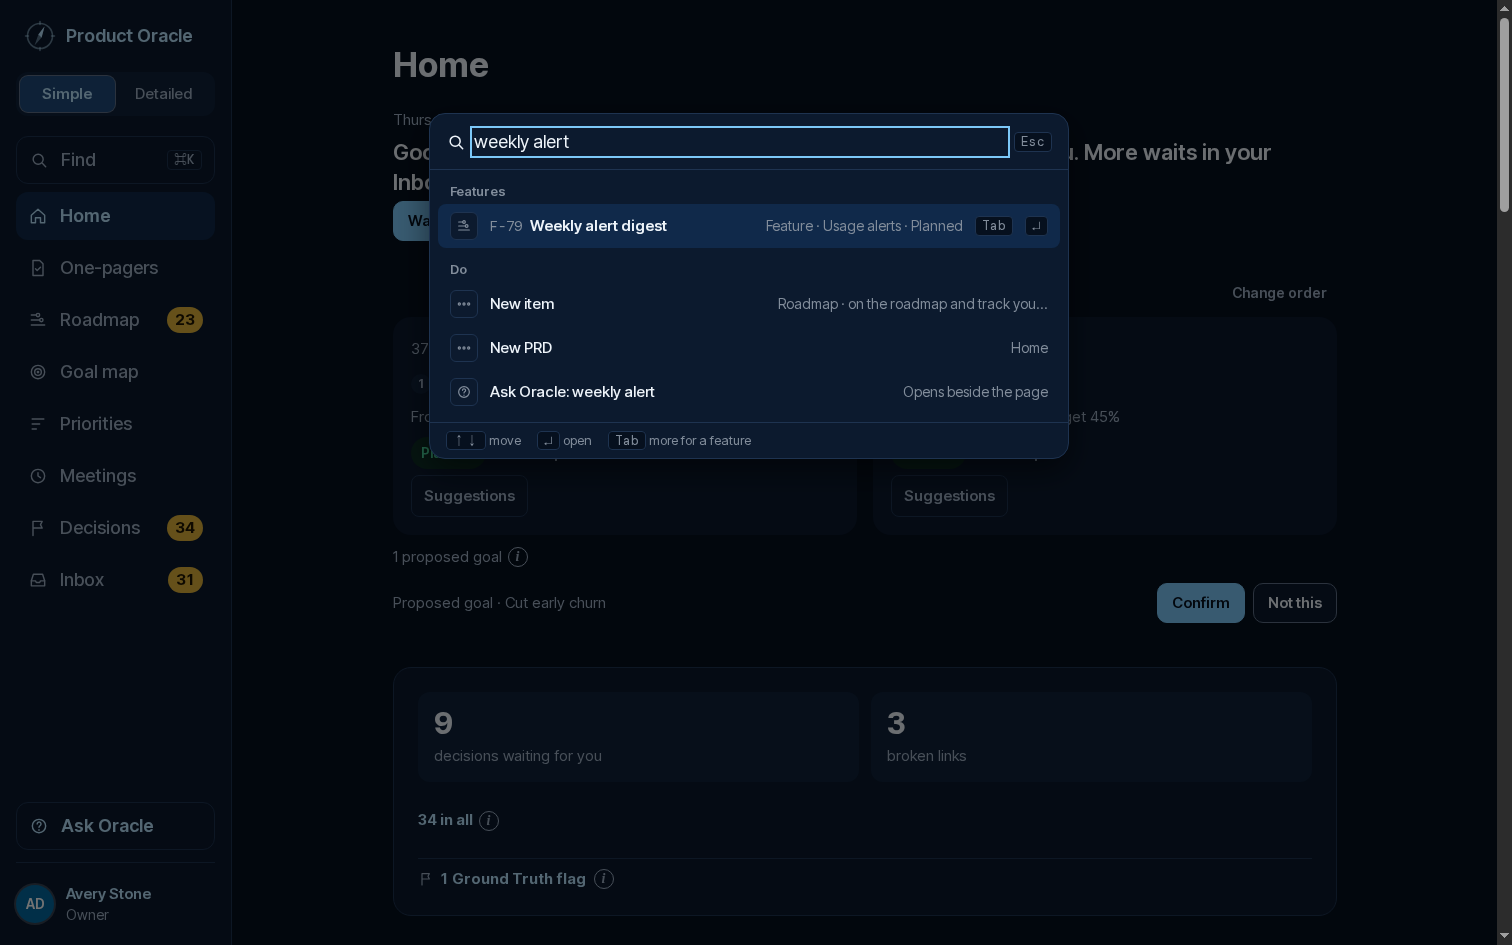 Product Oracle
Simple
Detailed
Find
⌘K
Home
One-pagers
Roadmap
23
Goal map
Priorities
Meetings
Decisions
34
Inbox
31
Ask Oracle
AD
Avery Stone
Owner
Home
weekly alert
Esc
Features
F-79 Weekly alert digest
Feature · Usage alerts · Planned
Tab
↵
Do
New item
Roadmap · on the roadmap and track you…
New PRD
Home
Ask Oracle: weekly alert
Opens beside the page
↑ ↓ move
↵ open
Tab more for a feature
More waits in your
Change order
37
1
45%
Suggestions
Suggestions
1 proposed goal i
Proposed goal · Cut early churn
Confirm
Not this
9
decisions waiting for you
3
broken links
34 in all i
1 Ground Truth flag i